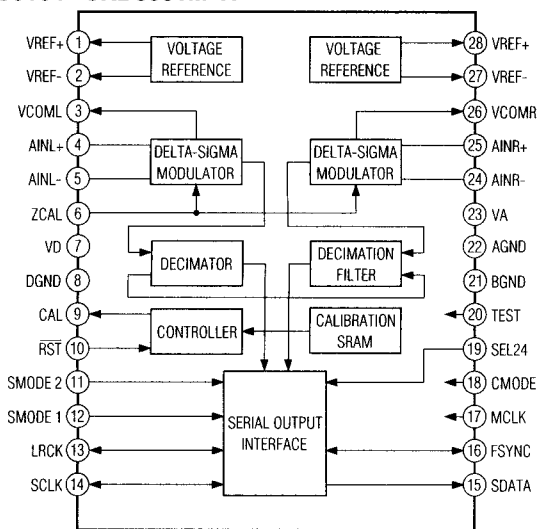 VREF+ 1
VREF- 2
VCOML 3
AINL+ 4
AINL- 5
ZCAL 6
VD 7
DGND 8
CAL 9
RST 10
SMODE 2 11
SMODE 1 12
LRCK 13
SCLK 14
VOLTAGE
REFERENCE
VOLTAGE
REFERENCE
DELTA-SIGMA
MODULATOR
DELTA-SIGMA
MODULATOR
DECIMATOR
DECIMATION
FILTER
CONTROLLER
CALIBRATION
SRAM
SERIAL OUTPUT
INTERFACE
28 VREF+
27 VREF-
26 VCOMR
25 AINR+
24 AINR-
23 VA
22 AGND
21 BGND
20 TEST
19 SEL24
18 CMODE
17 MCLK
16 FSYNC
15 SDATA